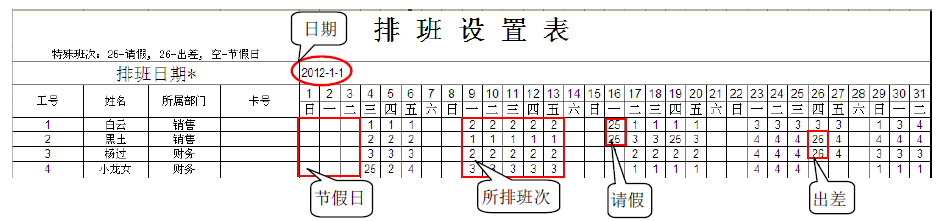 日期
排 班 设 置 表
特殊班次: 25-请假, 26-出差, 空-节假日
排班日期* 2012-1-1
工号 姓名 所属部门 卡号 1 2 3 4 5 6 7 8 9 10 11 12 13 14 15 16 17 18 19 20 21 22 23 24 25 26 27 28 29 30 31
日 一 二 三 四 五 六 日 一 二 三 四 五 六 日 一 二 三 四 五 六 日 一 二 三 四 五 六 日 一 二
1 白云 销售 1 1 1 2 2 2 2 2 25 1 1 1 1 3 3 3 3 3 1 3 4
2 黑土 销售 2 2 2 1 1 1 1 1 25 3 3 25 3 4 4 4 26 4 4 4 4
3 杨过 财务 3 3 3 2 2 2 2 2 2 2 2 2 4 4 4 26 4 3 3 3
4 小龙女 财务 25 2 4 3 3 3 3 3 1 1 1 1 4 4 4 1 1 1
节假日 所排班次 请假 出差